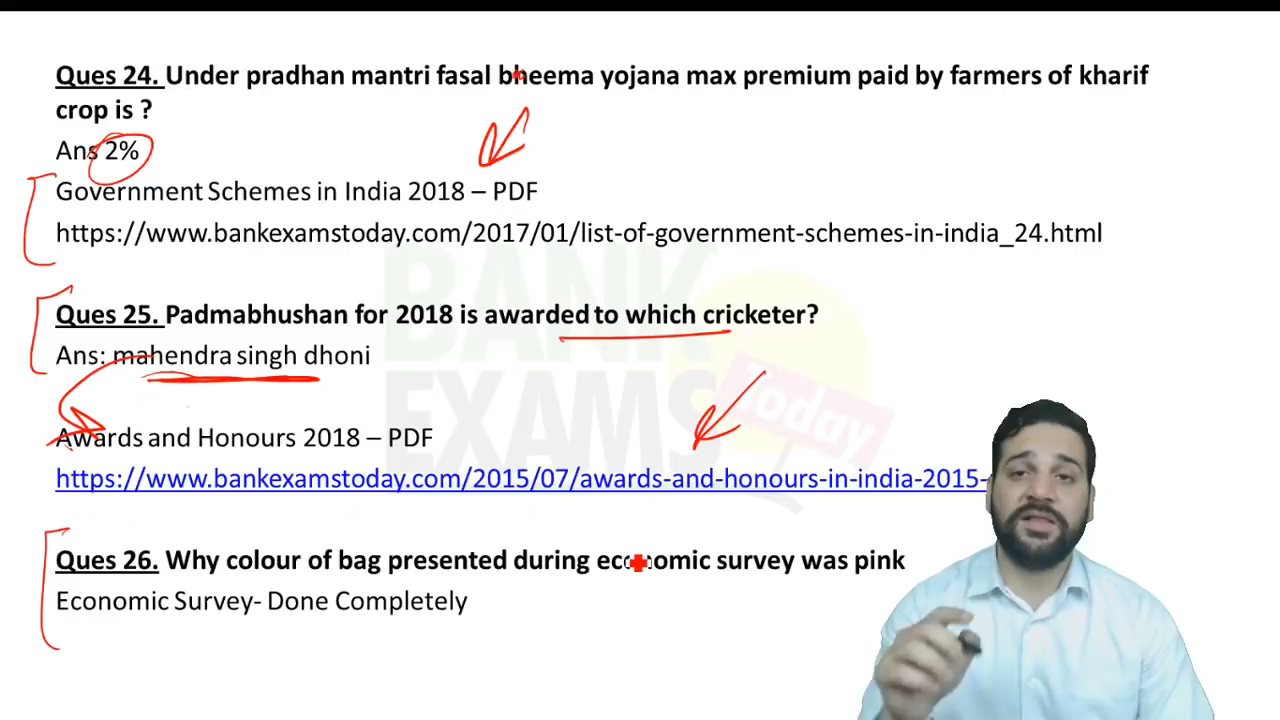 Ques 24. Under pradhan mantri fasal bheema yojana max premium paid by farmers of kharif
crop is ?
Ans 2%
Government Schemes in India 2018 – PDF
https://www.bankexamstoday.com/2017/01/list-of-government-schemes-in-india_24.html
Ques 25. Padmabhushan for 2018 is awarded to which cricketer?
Ans: mahendra singh dhoni
Awards and Honours 2018 – PDF
https://www.bankexamstoday.com/2015/07/awards-and-honours-in-india-2015-
Ques 26. Why colour of bag presented during economic survey was pink
Economic Survey- Done Completely
BANK
EXAMS
Today